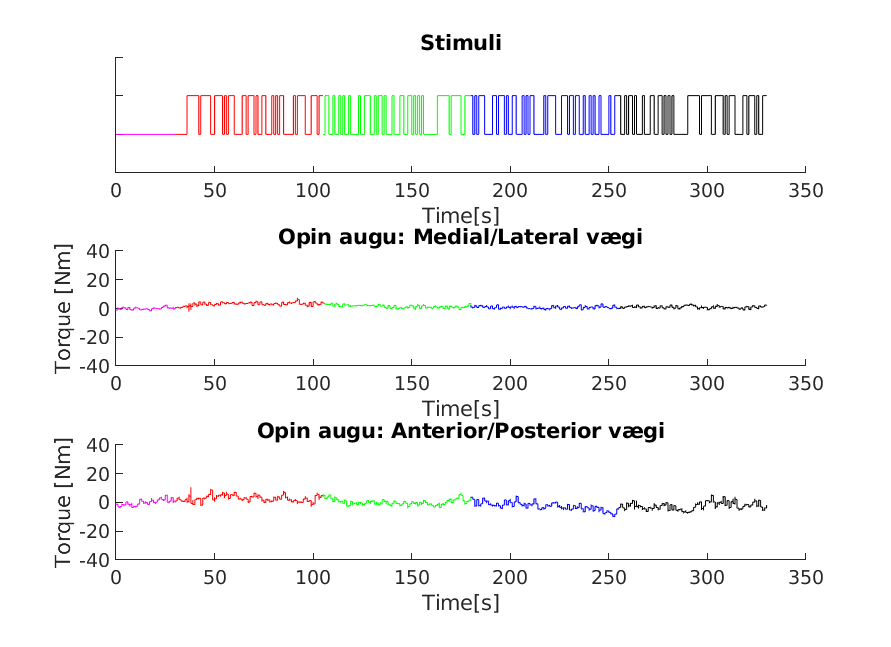 Stimuli
0 50 100 150 200 250 300 350
Time[s]
Opin augu: Medial/Lateral vægi
Torque [Nm]
40
20
0
-20
-40
0 50 100 150 200 250 300 350
Time[s]
Opin augu: Anterior/Posterior vægi
Torque [Nm]
40
20
0
-20
-40
0 50 100 150 200 250 300 350
Time[s]